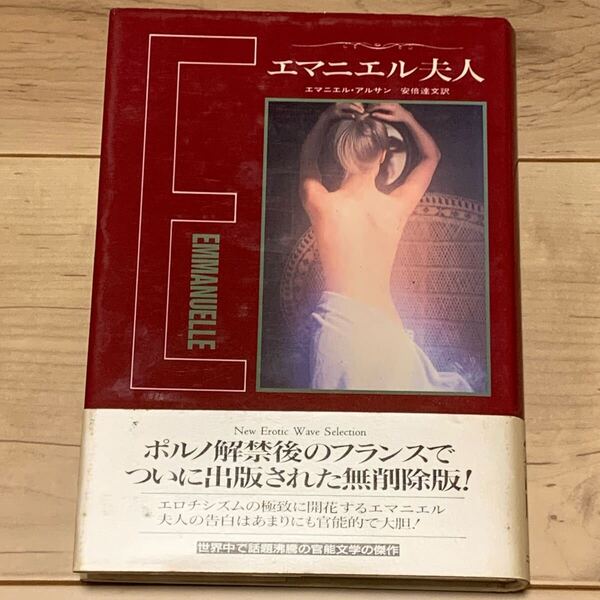 エマニエル夫人
エマニエル・アルサン 安倍達文訳
E
EMMANUELLE
New Erotic Wave Selection
ポルノ解禁後のフランスで
ついに出版された無削除版!
エロチシズムの極致に開花するエマニエル
夫人の告白はあまりにも官能的で大胆!
世界中で話題沸騰の官能文学の傑作